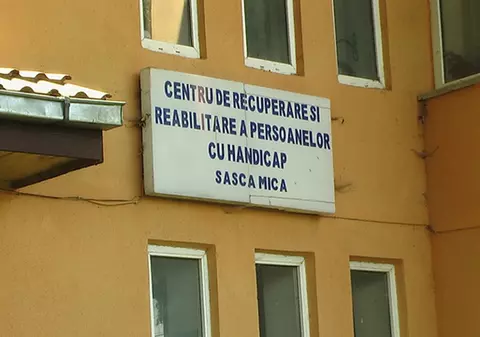 CENTRU DE RECUPERARE SI
REABILITARE A PERSOANELOR
CU HANDICAP
SASCA MICA